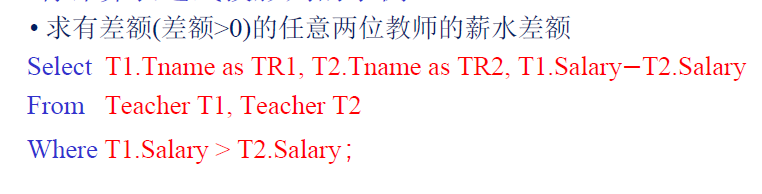 • 求有差额(差额>0)的任意两位教师的薪水差额
Select T1.Tname as TR1, T2.Tname as TR2, T1.Salary−T2.Salary
From Teacher T1, Teacher T2
Where T1.Salary > T2.Salary；